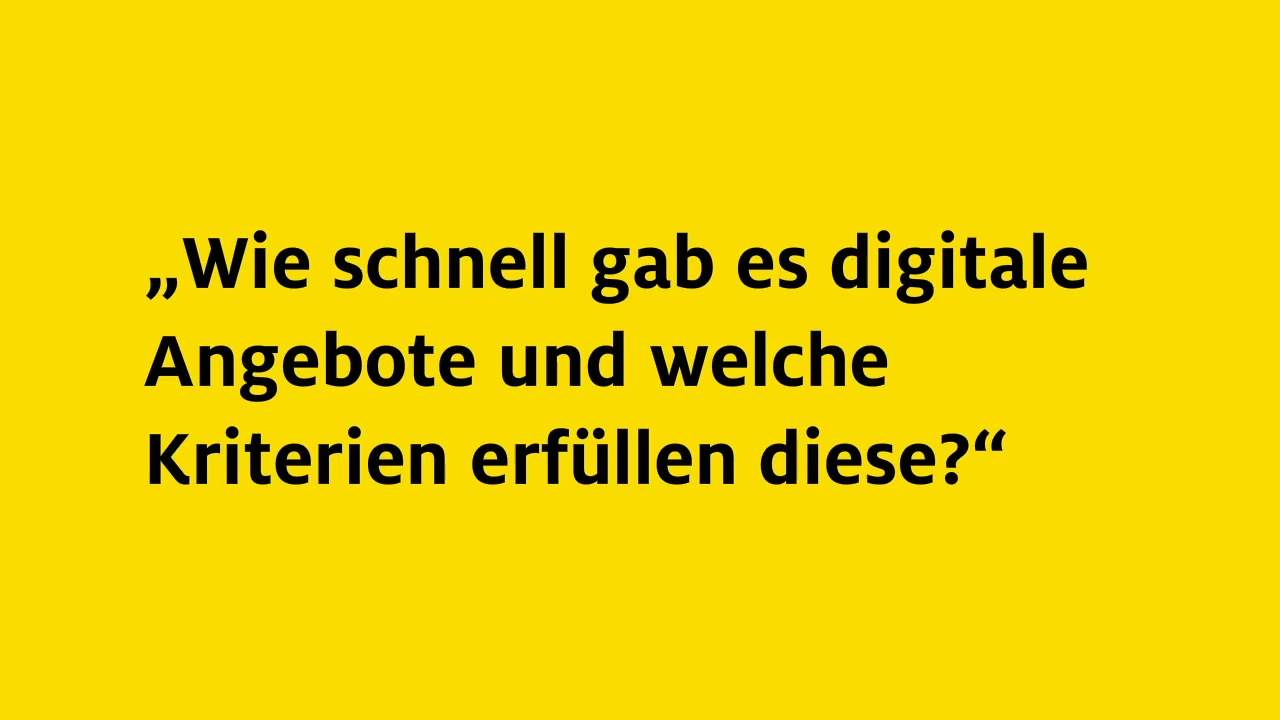 „Wie schnell gab es digitale
Angebote und welche
Kriterien erfüllen diese?“